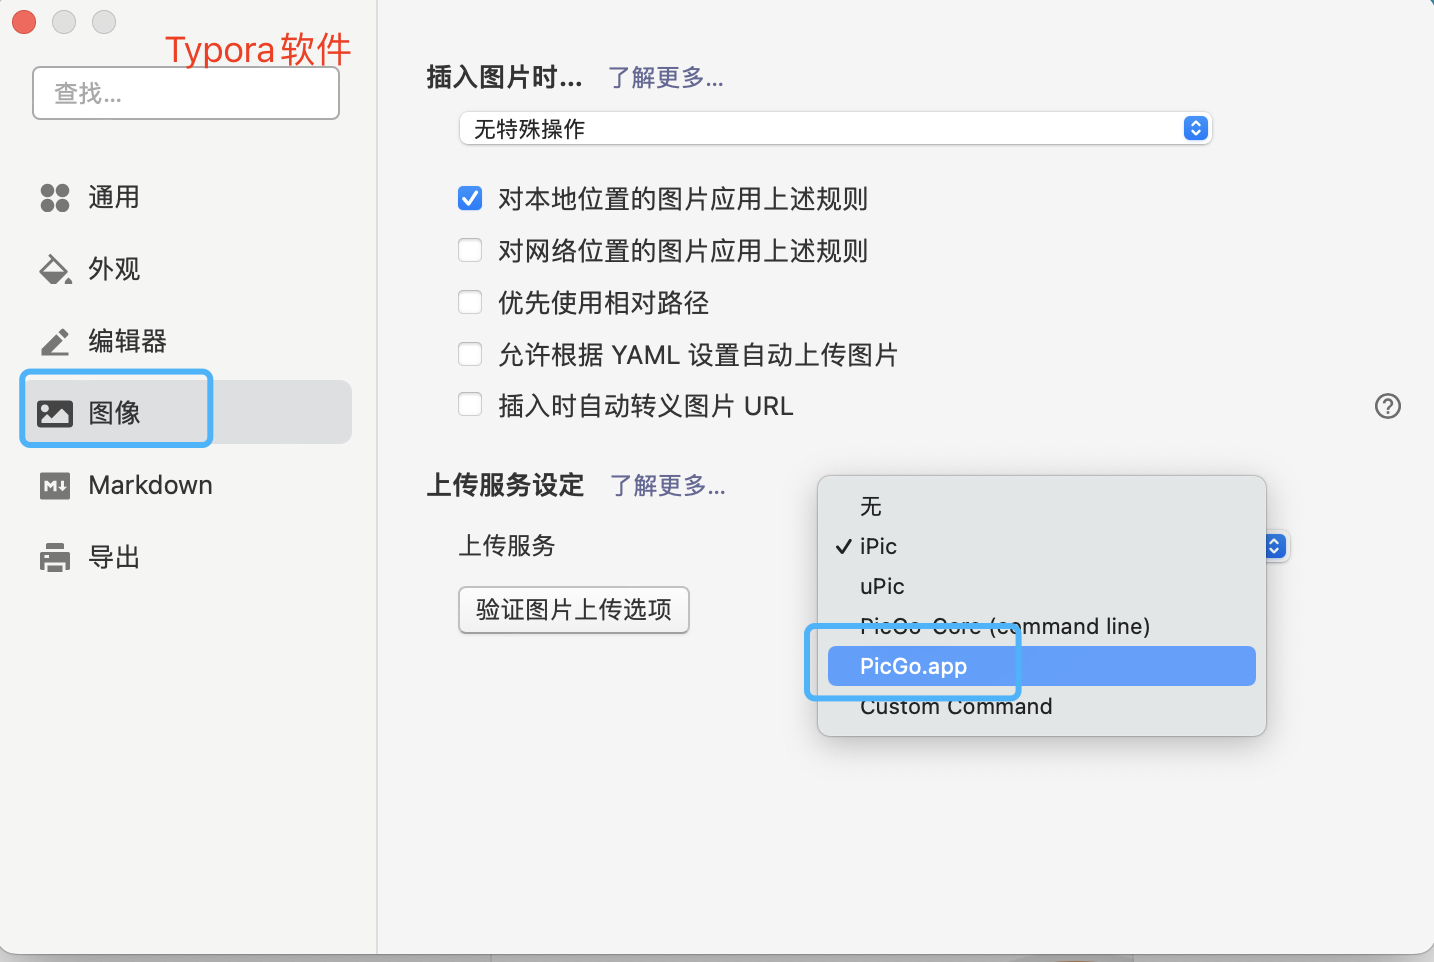 Typora软件
查找...
通用
外观
编辑器
图像
Markdown
导出
插入图片时... 了解更多...
无特殊操作
对本地位置的图片应用上述规则
对网络位置的图片应用上述规则
优先使用相对路径
允许根据 YAML 设置自动上传图片
插入时自动转义图片 URL
上传服务设定 了解更多...
上传服务
验证图片上传选项
无
iPic
uPic
PicGo-Core (command line)
PicGo.app
Custom Command